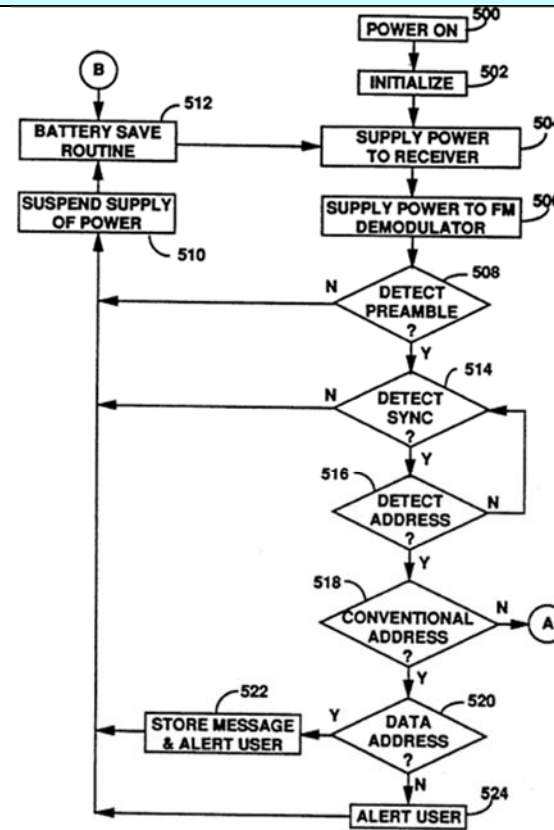 500
POWER ON
502
INITIALIZE
B
512
BATTERY SAVE
ROUTINE
SUPPLY POWER
TO RECEIVER
SUSPEND SUPPLY
OF POWER
510
SUPPLY POWER TO FM
DEMODULATOR
508
N
DETECT
PREAMBLE
?
Y
514
N
DETECT
SYNC
?
Y
516
DETECT
ADDRESS
?
N
Y
518
CONVENTIONAL
ADDRESS
?
N
A
Y
522
520
STORE MESSAGE
& ALERT USER
Y
DATA
ADDRESS
?
N
524
ALERT USER